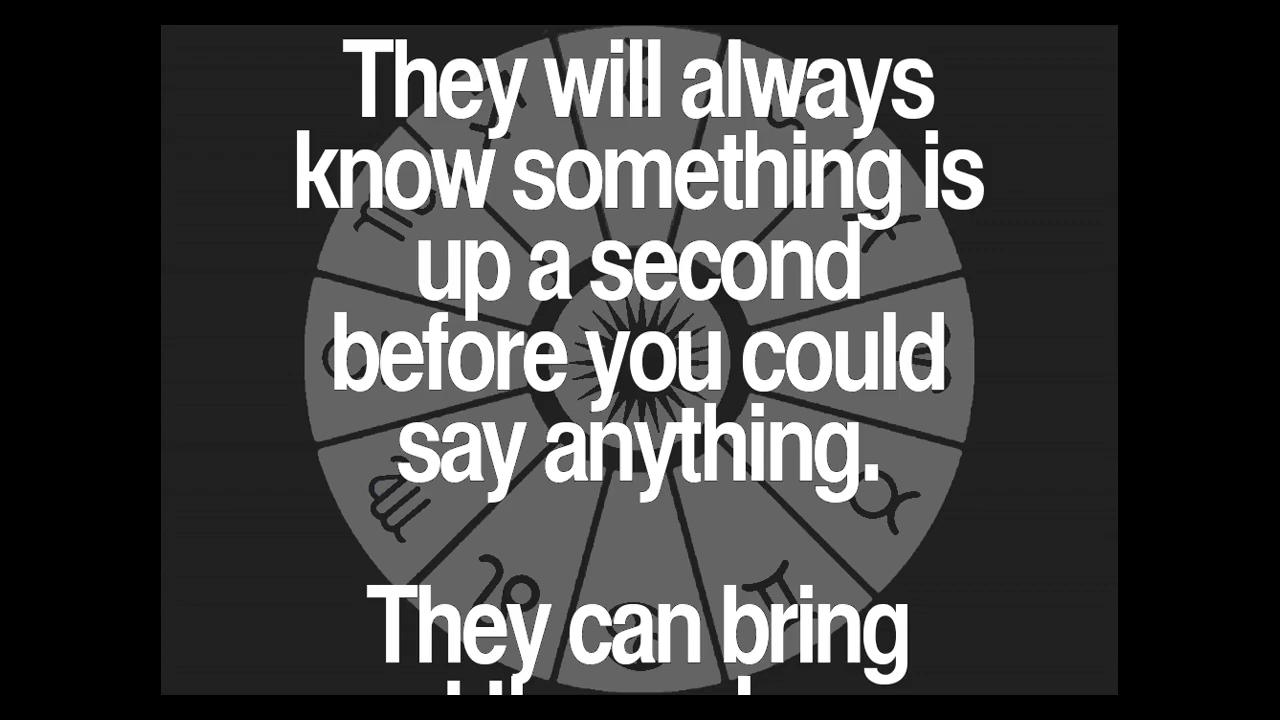 They will always
know something is
up a second
before you could
say anything.
They can bring